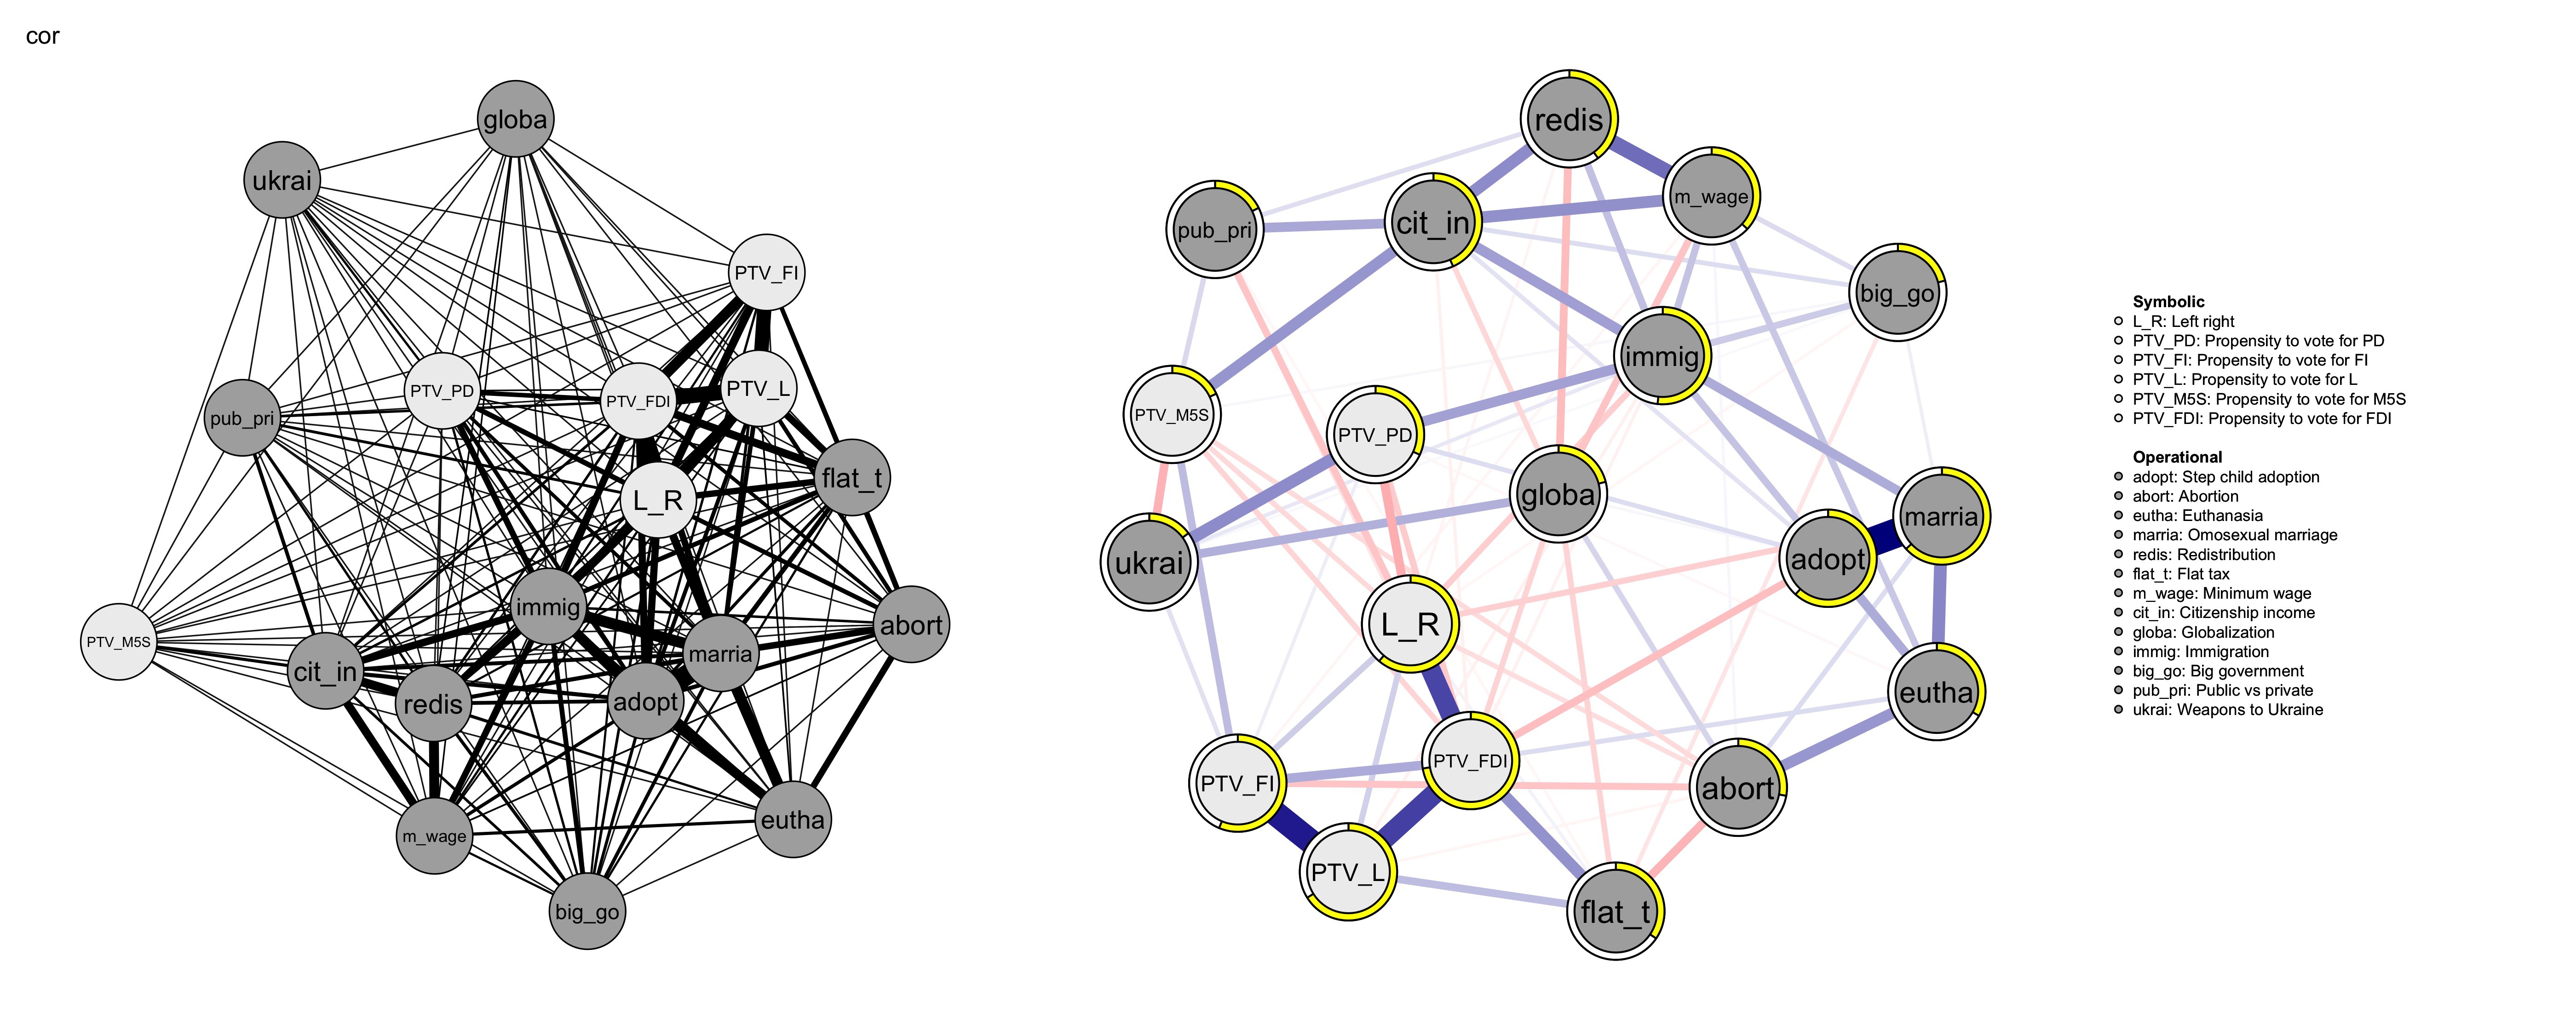 cor
globa
ukrai
PTV_FI
PTV_PD
PTV_FDI
PTV_L
pub_pri
flat_t
L_R
immig
abort
PTV_M5S
marria
cit_in
redis
adopt
m_wage
eutha
big_go
redis
m_wage
pub_pri
cit_in
big_go
immig
PTV_M5S
PTV_PD
globa
marria
ukrai
adopt
L_R
eutha
PTV_FI
PTV_FDI
abort
PTV_L
flat_t
Symbolic
L_R: Left right
PTV_PD: Propensity to vote for PD
PTV_FI: Propensity to vote for FI
PTV_L: Propensity to vote for L
PTV_M5S: Propensity to vote for M5S
PTV_FDI: Propensity to vote for FDI
Operational
adopt: Step child adoption
abort: Abortion
eutha: Euthanasia
marria: Omosexual marriage
redis: Redistribution
flat_t: Flat tax
m_wage: Minimum wage
cit_in: Citizenship income
globa: Globalization
immig: Immigration
big_go: Big government
pub_pri: Public vs private
ukrai: Weapons to Ukraine